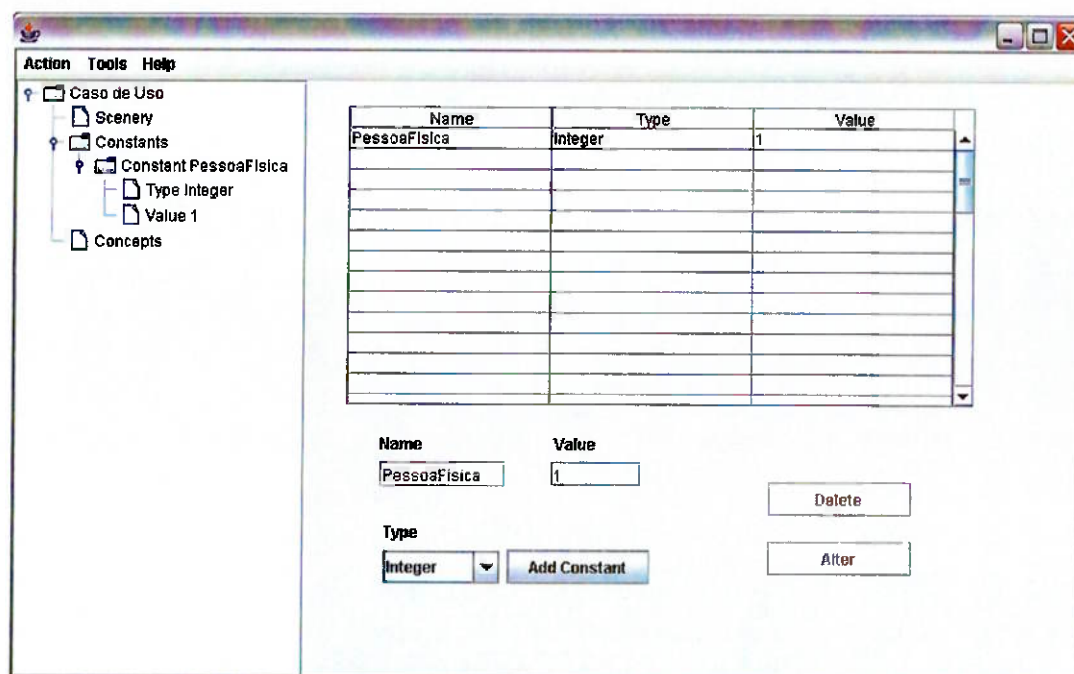 Action Tools Help
Caso de Uso
Scenery
Constants
Constant PessoaFisica
Type Integer
Value 1
Concepts
Name Type Value
PessoaFisica Integer 1
Name Value
PessoaFisica 1
Type
Integer Add Constant
Delete
Alter